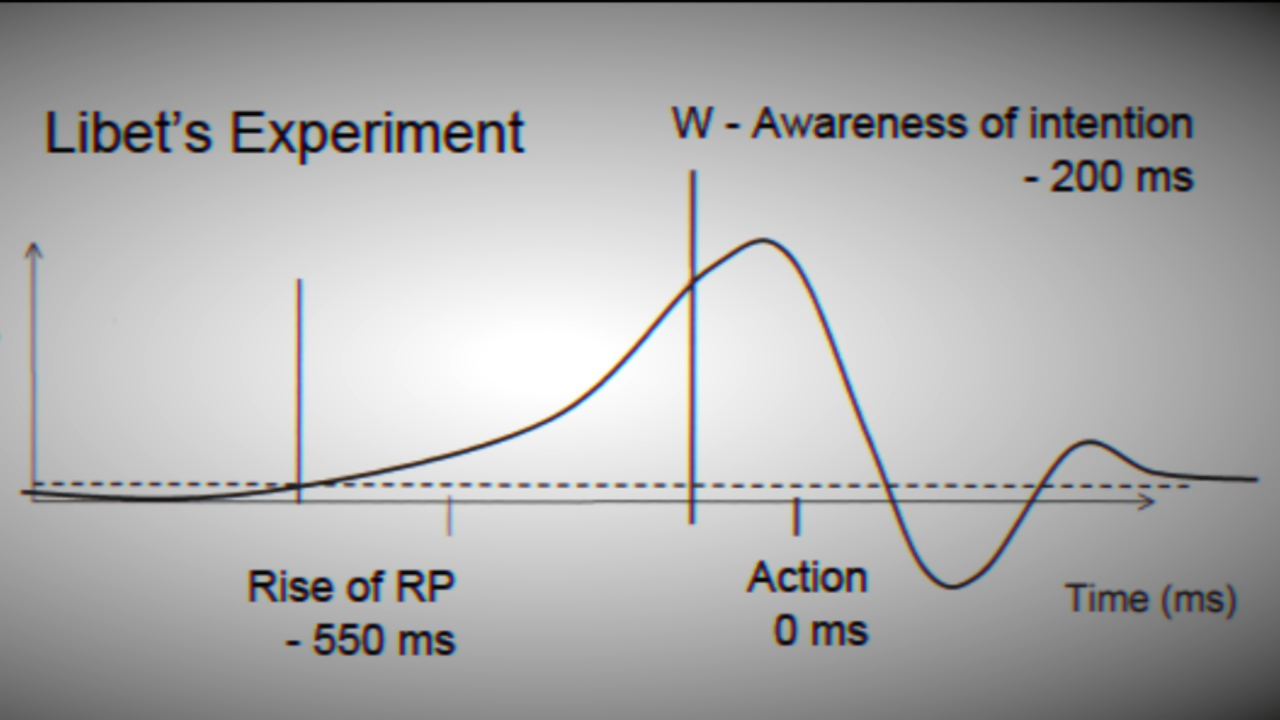 Libet’s Experiment
W - Awareness of intention
- 200 ms
Rise of RP
- 550 ms
Action
0 ms
Time (ms)